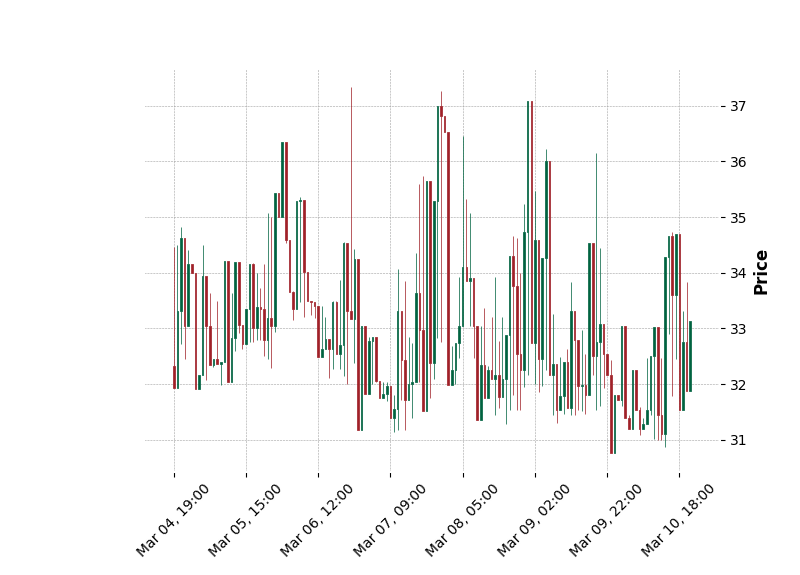 37
36
35
34
33
32
31
Price
Mar 04, 19:00
Mar 05, 15:00
Mar 06, 12:00
Mar 07, 09:00
Mar 08, 05:00
Mar 09, 02:00
Mar 09, 22:00
Mar 10, 18:00